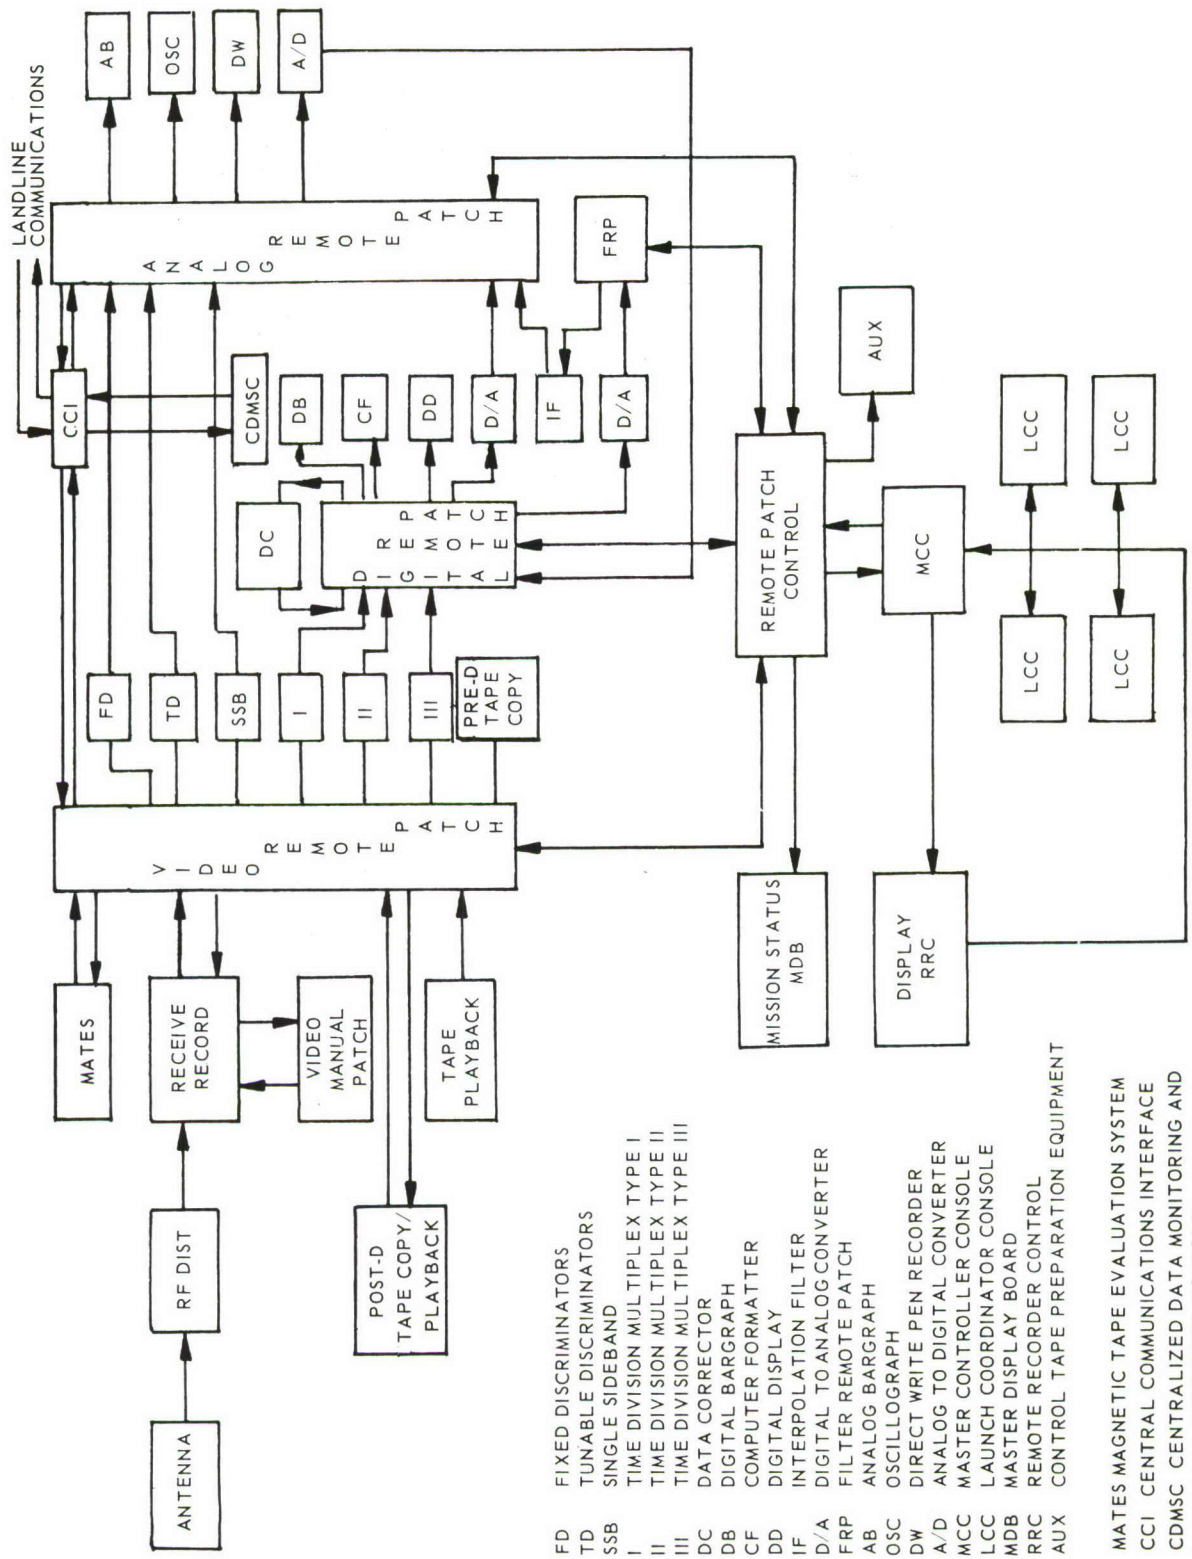 LANDLINE
COMMUNICATIONS
AB
OSC
DW
A/D
ANALOG REMOTE PATCH
CCI
CDMSC
DB
CF
DD
D/A
IF
D/A
FRP
DC
DIGITAL REMOTE PATCH
FD
TD
SSB
I
II
III
PRE-D
TAPE
COPY
VIDEO REMOTE PATCH
MATES
RECEIVE
RECORD
VIDEO
MANUAL
PATCH
TAPE
PLAYBACK
ANTENNA
RF DIST
POST-D
TAPE COPY/
PLAYBACK
REMOTE PATCH
CONTROL
AUX
MCC
LCC
LCC
LCC
LCC
MISSION STATUS
MDB
DISPLAY
RRC
FD FIXED DISCRIMINATORS
TD TUNABLE DISCRIMINATORS
SSB SINGLE SIDEBAND
I TIME DIVISION MULTIPLEX TYPE I
II TIME DIVISION MULTIPLEX TYPE II
III TIME DIVISION MULTIPLEX TYPE III
DC DATA CORRECTOR
DB DIGITAL BARGRAPH
CF COMPUTER FORMATTER
DD DIGITAL DISPLAY
IF INTERPOLATION FILTER
D/A DIGITAL TO ANALOG CONVERTER
FRP FILTER REMOTE PATCH
AB ANALOG BARGRAPH
OSC OSCILLOGRAPH
DW DIRECT WRITE PEN RECORDER
A/D ANALOG TO DIGITAL CONVERTER
MCC MASTER CONTROLLER CONSOLE
LCC LAUNCH COORDINATOR CONSOLE
MDB MASTER DISPLAY BOARD
RRC REMOTE RECORDER CONTROL
AUX CONTROL TAPE PREPARATION EQUIPMENT
MATES MAGNETIC TAPE EVALUATION SYSTEM
CCI CENTRAL COMMUNICATIONS INTERFACE
CDMSC CENTRALIZED DATA MONITORING AND